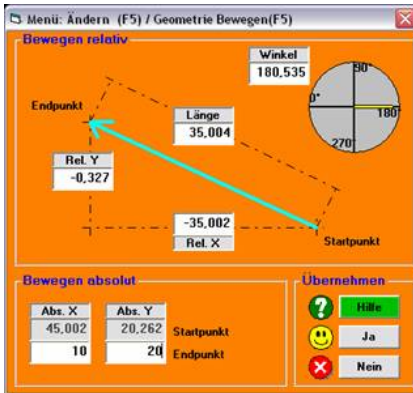 Menü: Ändern (F5) / Geometrie Bewegen(F5)
Bewegen relativ
Winkel
180,535
90°
0°
180°
270°
Endpunkt
Länge
35,004
Rel. Y
-0,327
-35,002
Rel. X
Startpunkt
Bewegen absolut
Übernehmen
Abs. X
Abs. Y
45,002
20,262
Startpunkt
10
20
Endpunkt
?
Hilfe
Ja
Nein